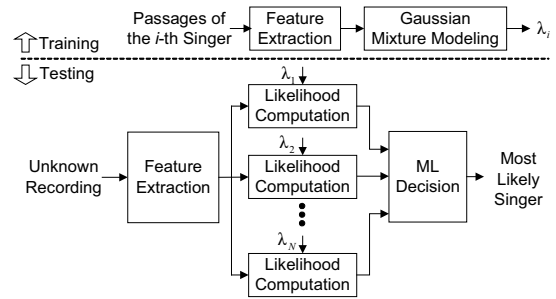 Passages of
the i-th Singer
Feature
Extraction
Gaussian
Mixture Modeling
λi
Training
Testing
λ1
Likelihood
Computation
Unknown
Recording
Feature
Extraction
λ2
Likelihood
Computation
ML
Decision
Most
Likely
Singer
λN
Likelihood
Computation